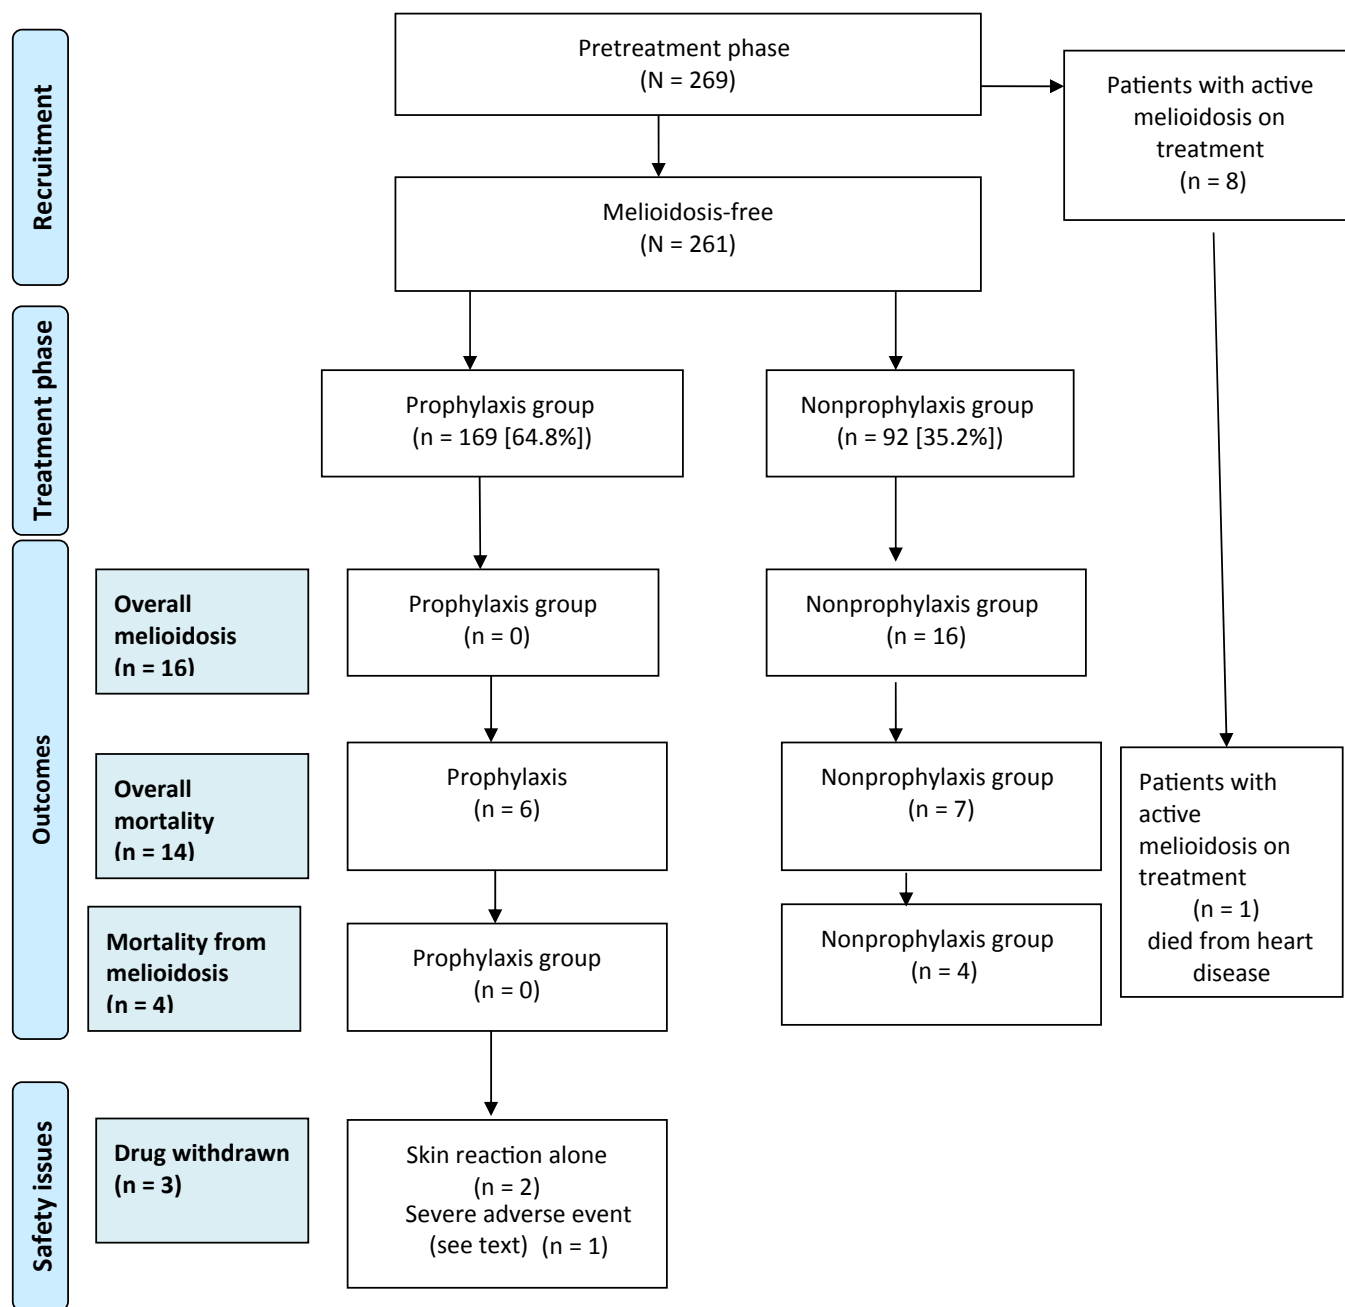 Recruitment
Pretreatment phase
(N = 269)
Patients with active
melioidosis on
treatment
(n = 8)
Melioidosis-free
(N = 261)
Treatment phase
Prophylaxis group
(n = 169 [64.8%])
Nonprophylaxis group
(n = 92 [35.2%])
Outcomes
Overall
melioidosis
(n = 16)
Prophylaxis group
(n = 0)
Nonprophylaxis group
(n = 16)
Overall
mortality
(n = 14)
Prophylaxis
(n = 6)
Nonprophylaxis group
(n = 7)
Patients with
active
melioidosis on
treatment
(n = 1)
died from heart
disease
Mortality from
melioidosis
(n = 4)
Prophylaxis group
(n = 0)
Nonprophylaxis group
(n = 4)
Safety issues
Drug withdrawn
(n = 3)
Skin reaction alone
(n = 2)
Severe adverse event
(see text) (n = 1)